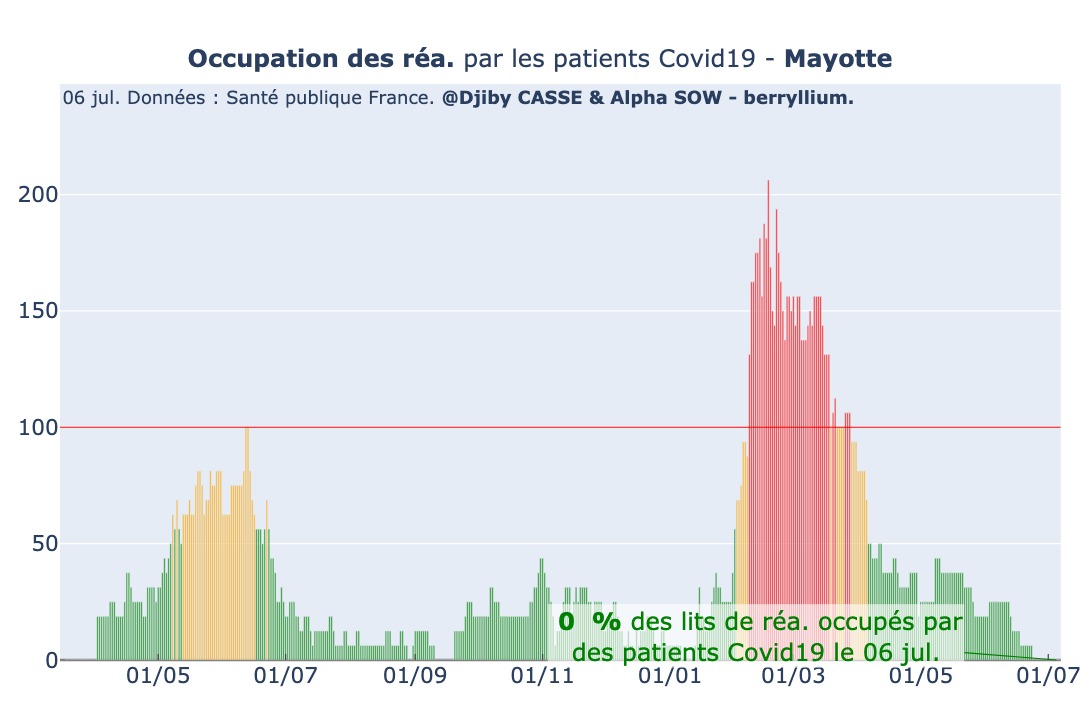 Occupation des réa. par les patients Covid19 - Mayotte
06 jul. Données : Santé publique France. @Djiby CASSE & Alpha SOW - berryllium.
200
150
100
50
0
0 % des lits de réa. occupés par
des patients Covid19 le 06 jul.
01/05 01/07 01/09 01/11 01/01 01/03 01/05 01/07